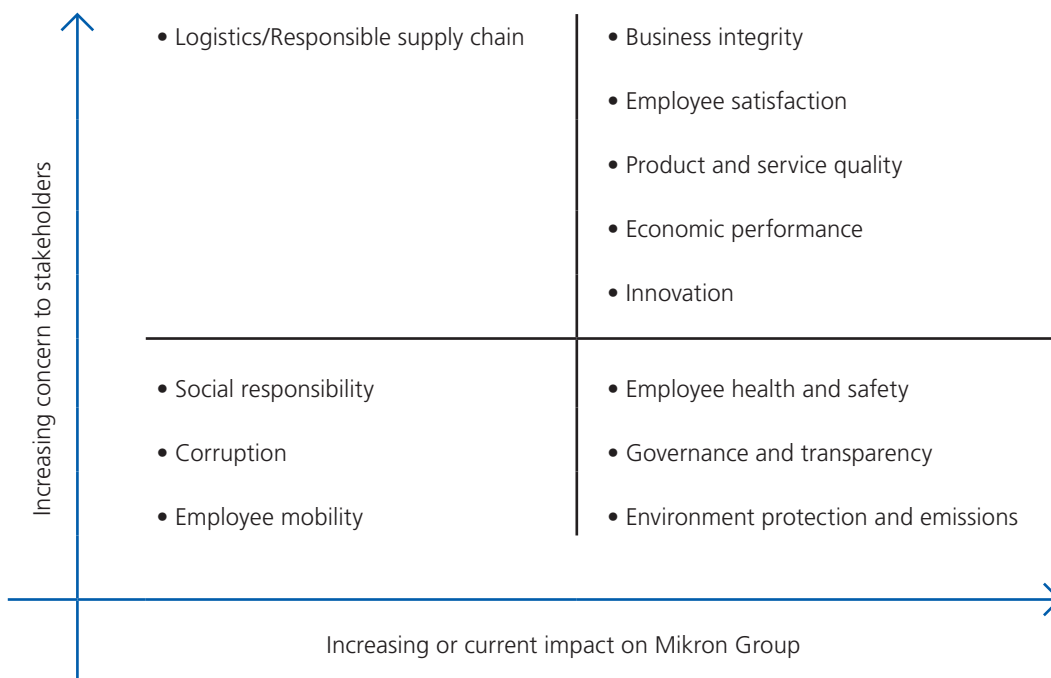 Increasing concern to stakeholders
• Logistics/Responsible supply chain
• Business integrity
• Employee satisfaction
• Product and service quality
• Economic performance
• Innovation
• Social responsibility
• Corruption
• Employee mobility
• Employee health and safety
• Governance and transparency
• Environment protection and emissions
Increasing or current impact on Mikron Group